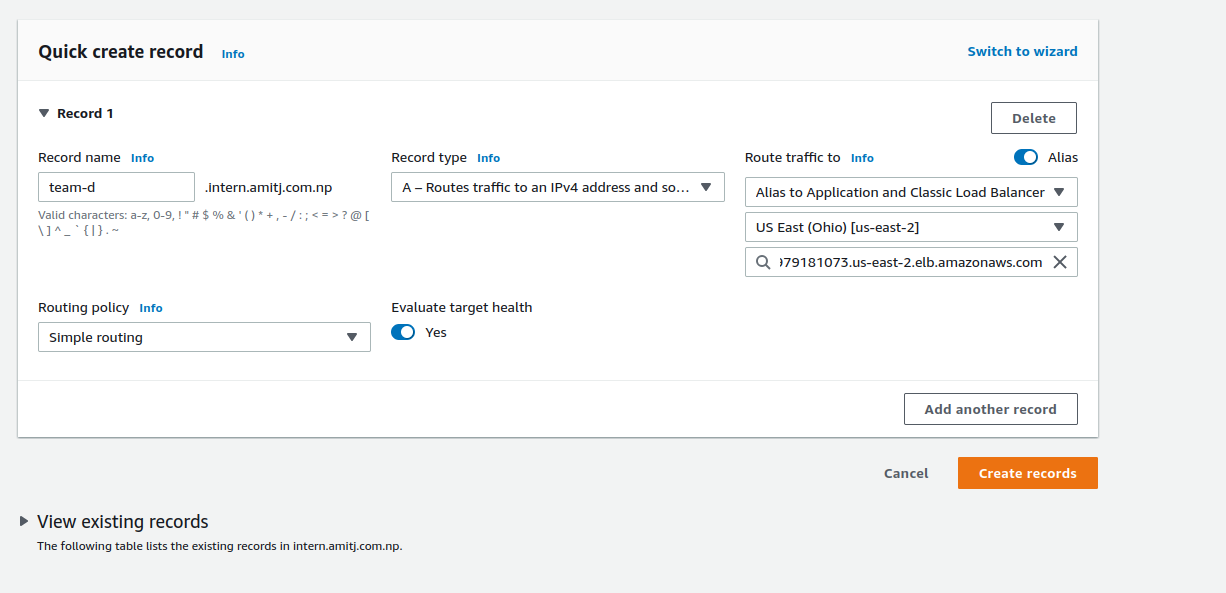 Quick create record Info Switch to wizard
Record 1
Delete
Record name Info
team-d .intern.amitj.com.np
Valid characters: a-z, 0-9, ! " # $ % & ' ( ) * + , - / : ; < = > ? @ [
\ ] ^ _ ` { | } . ~
Record type Info
A – Routes traffic to an IPv4 address and so...
Route traffic to Info Alias
Alias to Application and Classic Load Balancer
US East (Ohio) [us-east-2]
979181073.us-east-2.elb.amazonaws.com
Routing policy Info
Simple routing
Evaluate target health
Yes
Add another record
Cancel Create records
View existing records
The following table lists the existing records in intern.amitj.com.np.